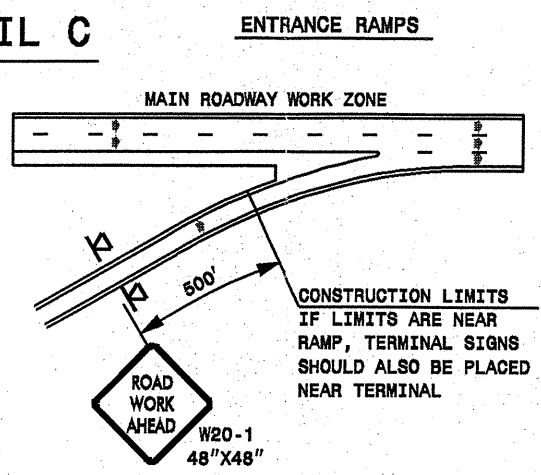 IL C
ENTRANCE RAMPS
MAIN ROADWAY WORK ZONE
500'
CONSTRUCTION LIMITS
IF LIMITS ARE NEAR
RAMP, TERMINAL SIGNS
SHOULD ALSO BE PLACED
NEAR TERMINAL
ROAD
WORK
AHEAD
W20-1
48"X48"